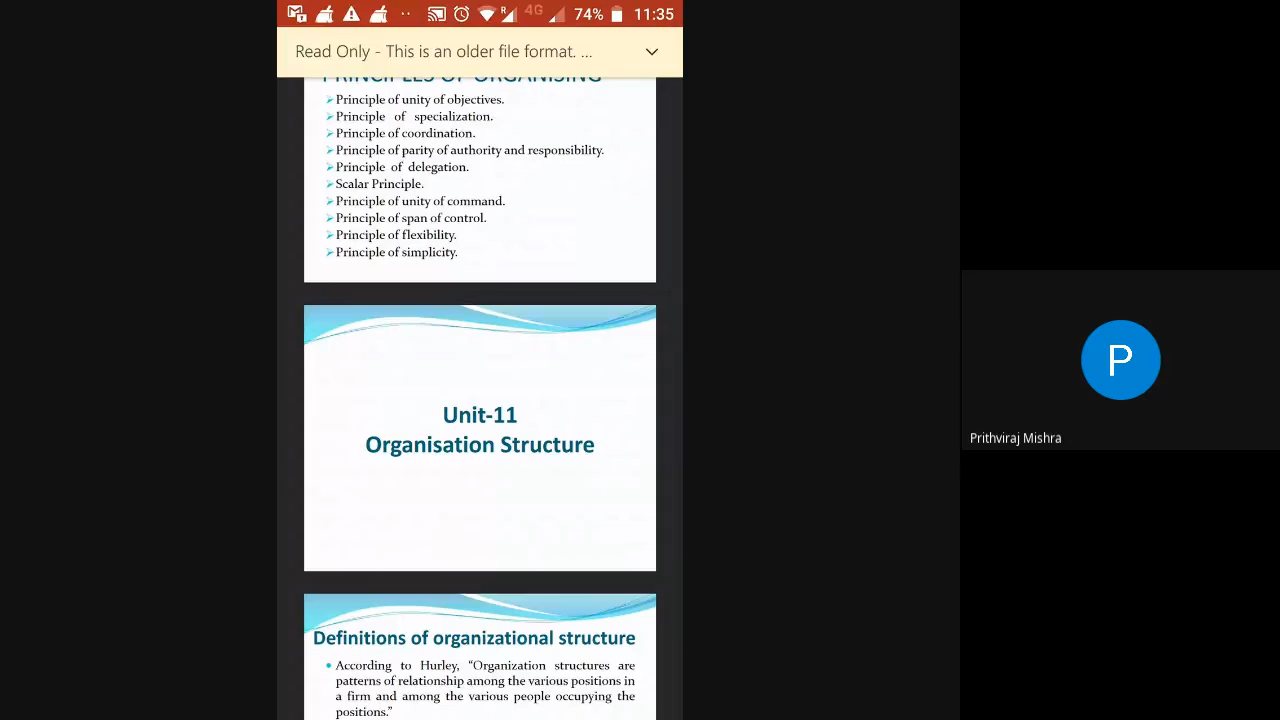 R 4G 74% 11:35
Read Only - This is an older file format. ...
PRINCIPLES OF ORGANISING
Principle of unity of objectives.
Principle of specialization.
Principle of coordination.
Principle of parity of authority and responsibility.
Principle of delegation.
Scalar Principle.
Principle of unity of command.
Principle of span of control.
Principle of flexibility.
Principle of simplicity.
Unit-11
Organisation Structure
Definitions of organizational structure
According to Hurley, “Organization structures are
patterns of relationship among the various positions in
a firm and among the various people occupying the
positions.”
P
Prithviraj Mishra